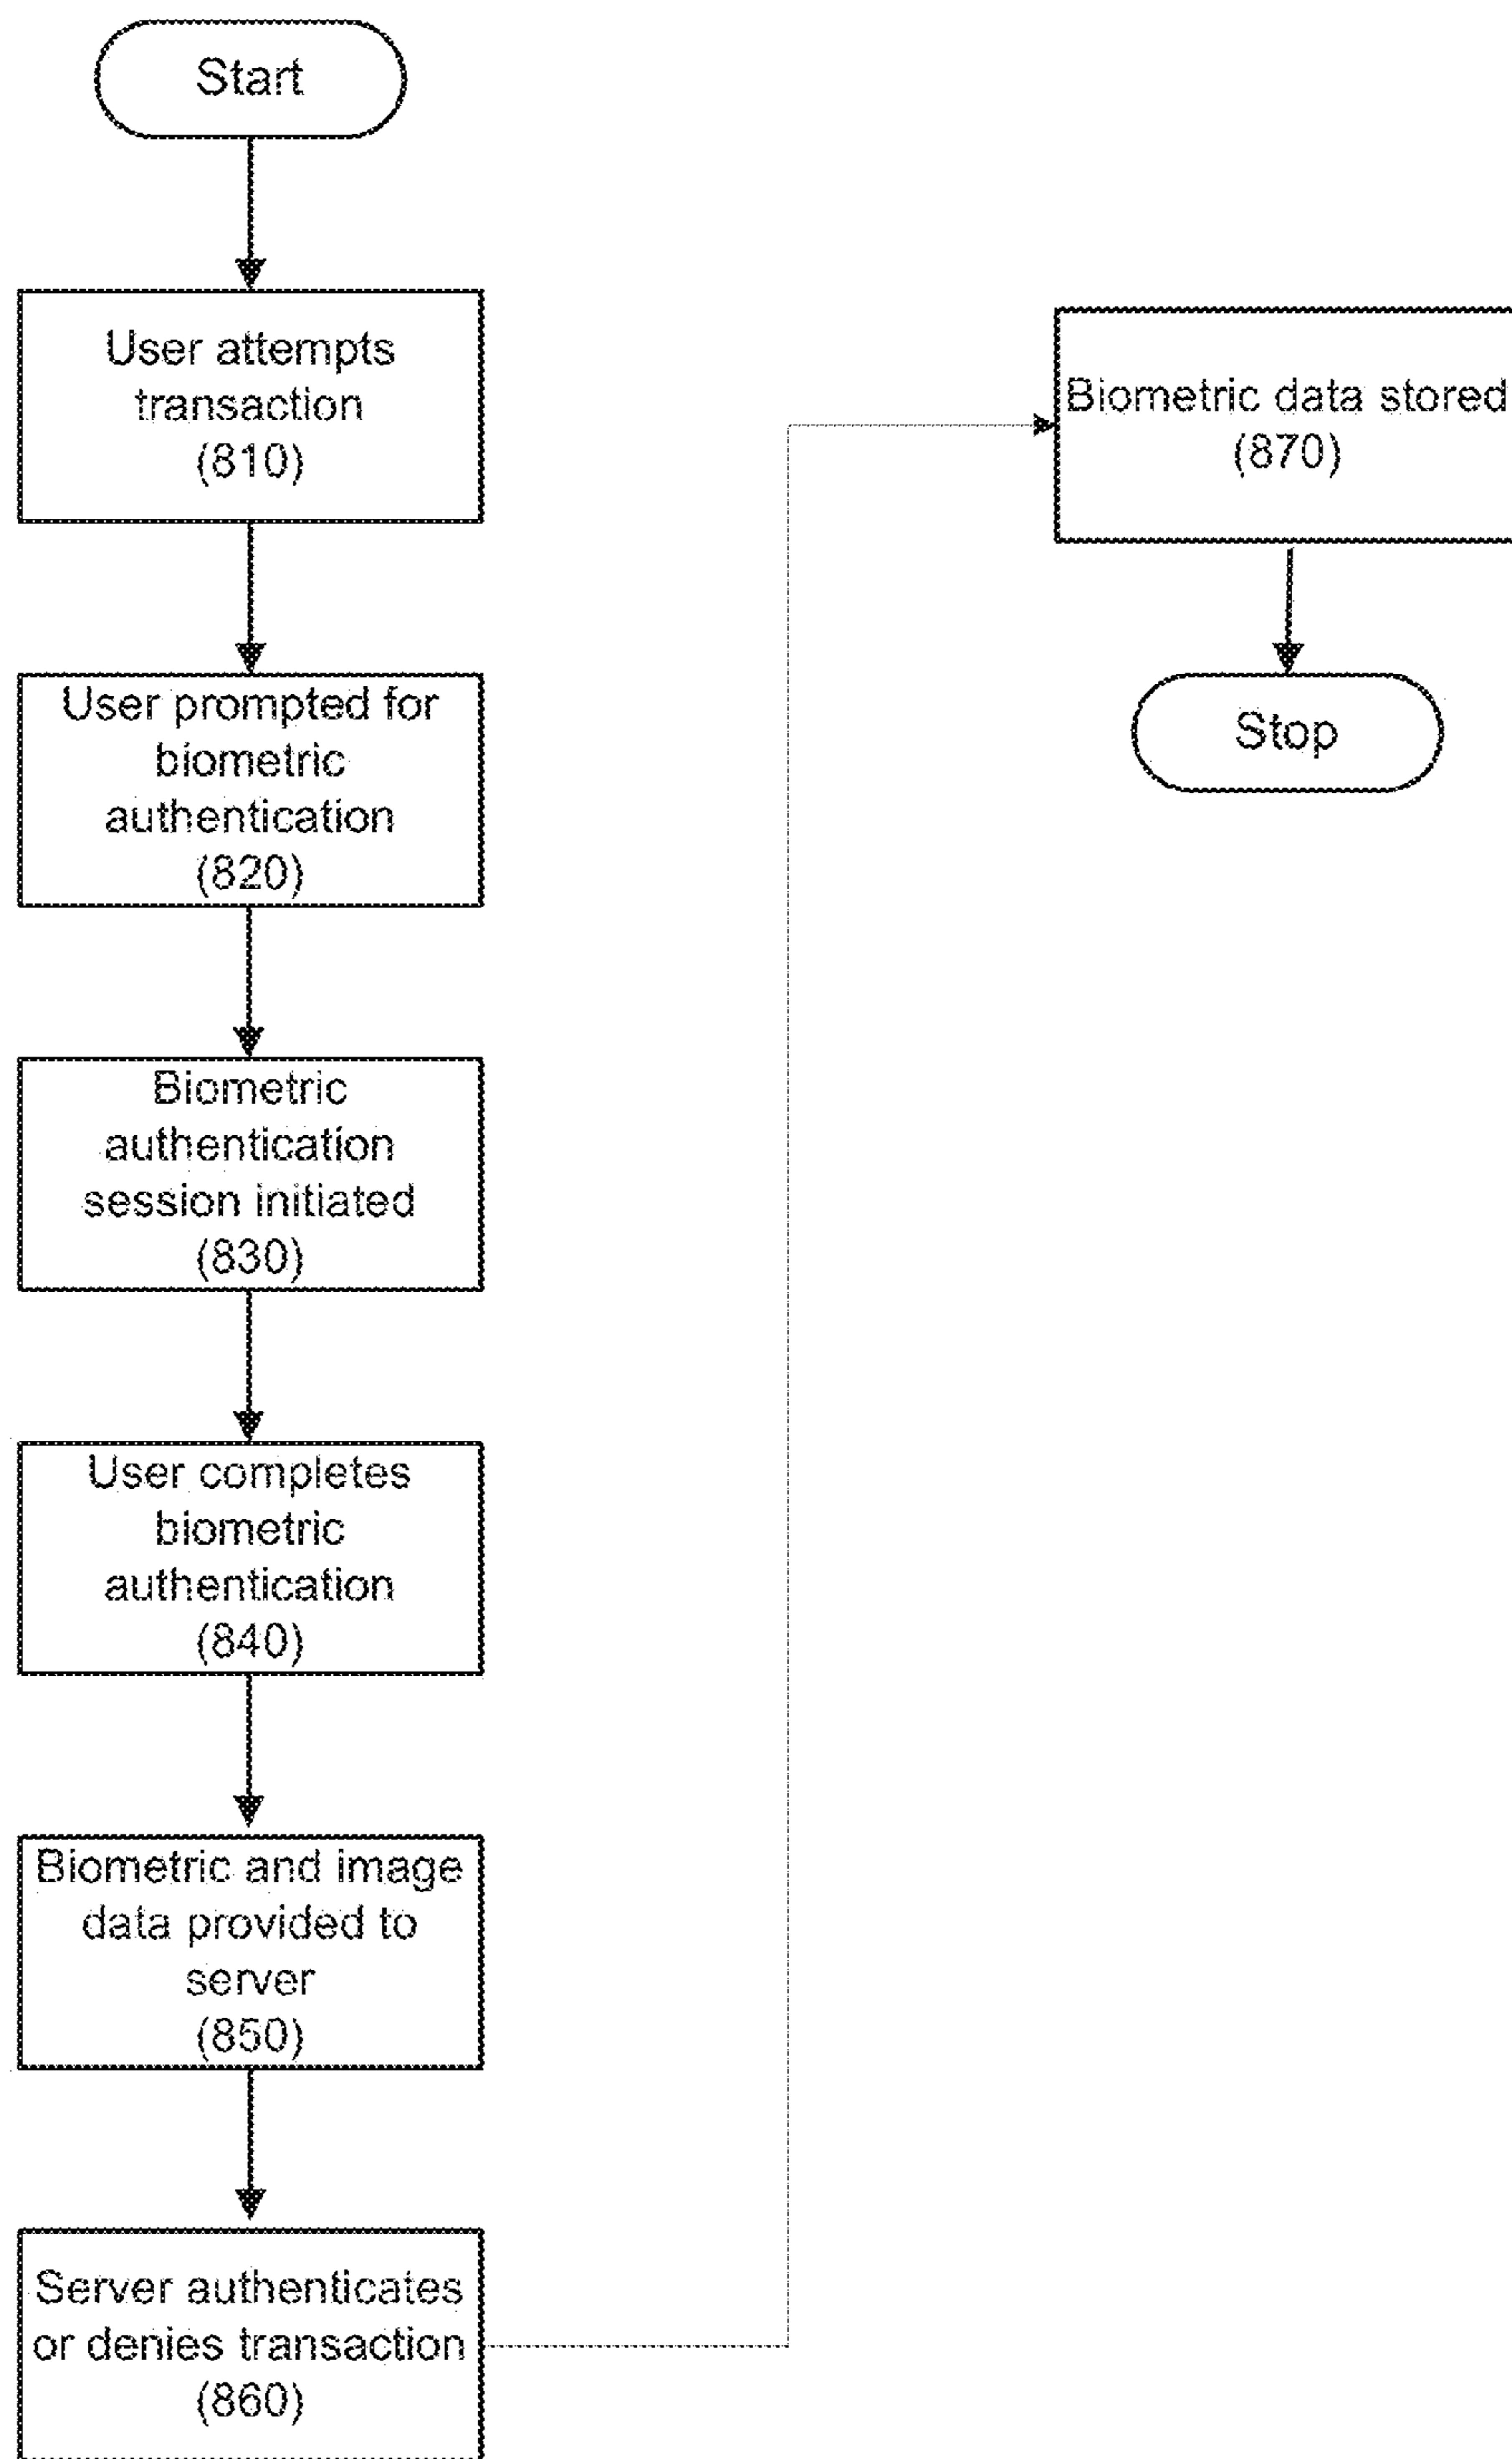 Start
User attempts
transaction
(810)
User prompted for
biometric
authentication
(820)
Biometric
authentication
session initiated
(830)
User completes
biometric
authentication
(840)
Biometric and image
data provided to
server
(850)
Server authenticates
or denies transaction
(860)
Biometric data stored
(870)
Stop